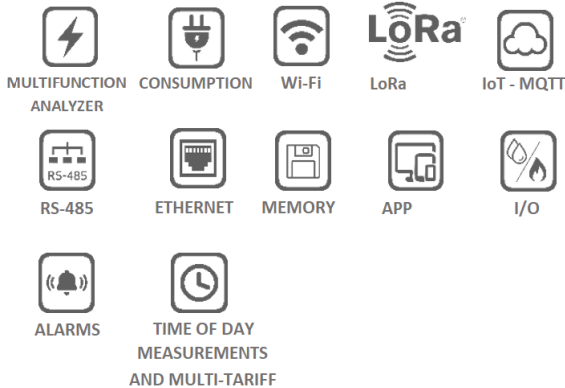 LoRa®
MULTIFUNCTION
ANALYZER
CONSUMPTION
Wi-Fi
LoRa
IoT - MQTT
RS-485
RS-485
ETHERNET
MEMORY
APP
I/O
ALARMS
TIME OF DAY
MEASUREMENTS
AND MULTI-TARIFF